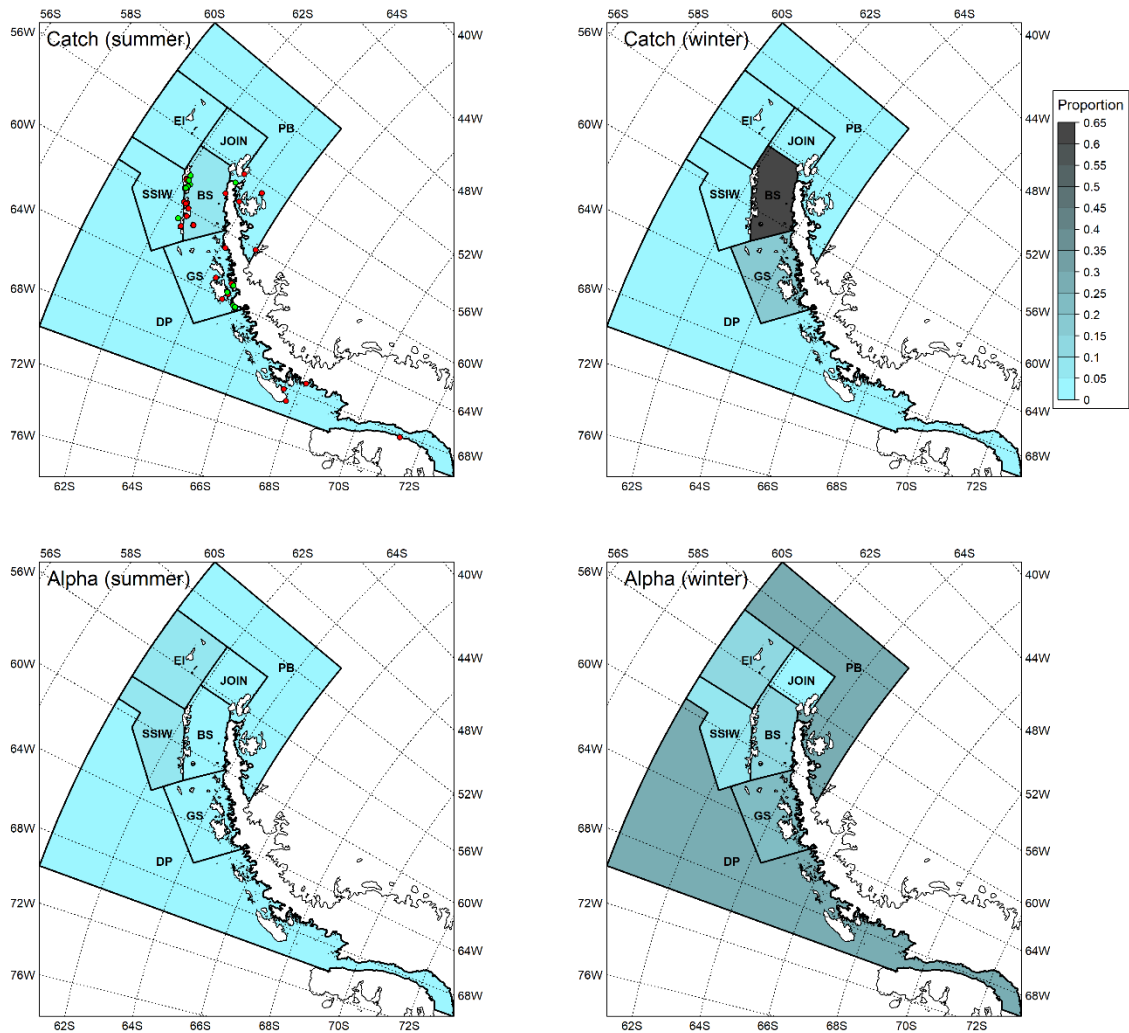 56S 58S 60S 62S 64S
Catch (summer)
56W 60W 64W 68W 72W 76W
40W 44W 48W 52W 56W 60W 64W 68W
EI
PB
JOIN
SSIW
BS
GS
DP
62S 64S 66S 68S 70S 72S
56S 58S 60S 62S 64S
Catch (winter)
56W 60W 64W 68W 72W 76W
40W 44W 48W 52W 56W 60W 64W 68W
EI
PB
JOIN
SSIW
BS
GS
DP
62S 64S 66S 68S 70S 72S
Proportion
0.65
0.6
0.55
0.5
0.45
0.4
0.35
0.3
0.25
0.2
0.15
0.1
0.05
0
56S 58S 60S 62S 64S
Alpha (summer)
56W 60W 64W 68W 72W 76W
40W 44W 48W 52W 56W 60W 64W 68W
EI
PB
JOIN
SSIW
BS
GS
DP
62S 64S 66S 68S 70S 72S
56S 58S 60S 62S 64S
Alpha (winter)
56W 60W 64W 68W 72W 76W
40W 44W 48W 52W 56W 60W 64W 68W
EI
PB
JOIN
SSIW
BS
GS
DP
62S 64S 66S 68S 70S 72S